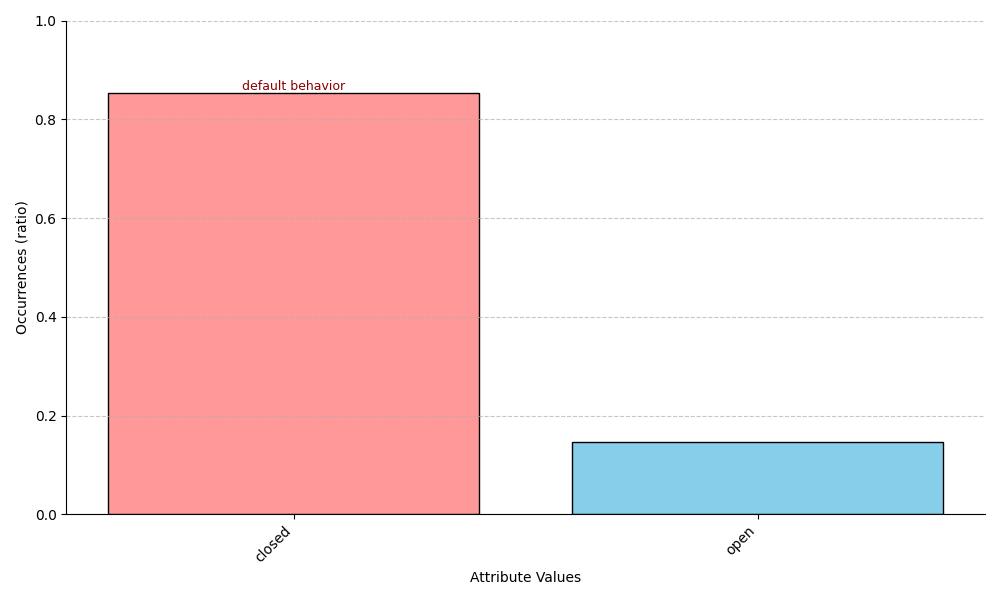 1.0
default behavior
0.8
0.6
0.4
0.2
0.0
Occurrences (ratio)
closed
open
Attribute Values